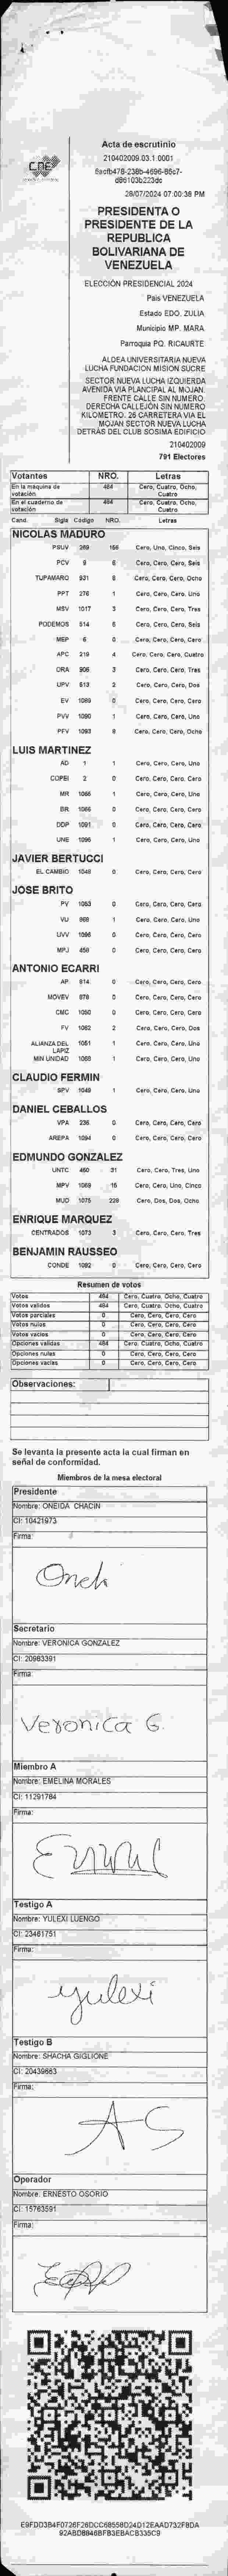 CNE
Acta de escrutinio
210402009.03.1.0001
28/07/2024 07:00:38 PM
PRESIDENTA O
PRESIDENTE DE LA
REPUBLICA
BOLIVARIANA DE
VENEZUELA
ELECCIÓN PRESIDENCIAL 2024
Pais VENEZUELA
Estado EDO. ZULIA
Municipio MP. MARA
Parroquia PQ. RICAURTE
ALDEA UNIVERSITARIA NUEVA
LUCHA FUNDACION MISION SUCRE
SECTOR NUEVA LUCHA IZQUIERDA
AVENIDA VIA PLANCIPAL AL MOJAN.
FRENTE CALLE SIN NUMERO.
DERECHA CALLEJÓN SIN NUMERO
KILOMETRO. 26 CARRETERA VIA EL
MOJAN SECTOR NUEVA LUCHA
DETRÁS DEL CLUB SOSIMA EDIFICIO
210402009
791 Electores
Votantes NRO. Letras
En la maquina de votación 484 Cero, Cuatro, Ocho, Cuatro
En el cuaderno de votación 484 Cero, Cuatro, Ocho, Cuatro
Cand. Sigla Codigo NRO. Letras
NICOLAS MADURO
PSUV 269 156 Cero, Uno, Cinco, Seis
PCV 9 6 Cero, Cero, Cero, Seis
TUPAMARO 931 8 Cero, Cero, Cero, Ocho
PPT 276 1 Cero, Cero, Cero, Uno
MSV 1017 3 Cero, Cero, Cero, Tres
PODEMOS 514 6 Cero, Cero, Cero, Seis
MEP 6 0 Cero, Cero, Cero, Cero
APC 219 4 Cero, Cero, Cero, Cuatro
ORA 906 3 Cero, Cero, Cero, Tres
UPV 613 2 Cero, Cero, Cero, Dos
EV 1089 0 Cero, Cero, Cero, Cero
PVV 1090 1 Cero, Cero, Cero, Uno
PFV 1093 8 Cero, Cero, Cero, Ocho
LUIS MARTINEZ
AD 1 1 Cero, Cero, Cero, Uno
COPEI 2 0 Cero, Cero, Cero, Cero
MR 1066 1 Cero, Cero, Cero, Uno
BR 1086 0 Cero, Cero, Cero, Cero
DDP 1091 0 Cero, Cero, Cero, Cero
UNE 1096 1 Cero, Cero, Cero, Uno
JAVIER BERTUCCI
EL CAMBIO 1048 0 Cero, Cero, Cero, Cero
JOSE BRITO
PV 1053 0 Cero, Cero, Cero, Cero
VU 868 1 Cero, Cero, Cero, Uno
UVV 1095 0 Cero, Cero, Cero, Cero
MPJ 458 0 Cero, Cero, Cero, Cero
ANTONIO ECARRI
AP 814 0 Cero, Cero, Cero, Cero
MOVEV 878 0 Cero, Cero, Cero, Cero
CMC 1050 0 Cero, Cero, Cero, Cero
FV 1082 2 Cero, Cero, Cero, Dos
ALIANZA DEL LAPIZ 1051 1 Cero, Cero, Cero, Uno
MIN UNIDAD 1088 1 Cero, Cero, Cero, Uno
CLAUDIO FERMIN
SPV 1049 1 Cero, Cero, Cero, Uno
DANIEL CEBALLOS
VPA 236 0 Cero, Cero, Cero, Cero
AREPA 1094 0 Cero, Cero, Cero, Cero
EDMUNDO GONZALEZ
UNTC 460 31 Cero, Cero, Tres, Uno
MPV 1069 15 Cero, Cero, Uno, Cinco
MUD 1075 228 Cero, Dos, Dos, Ocho
ENRIQUE MARQUEZ
CENTRADOS 1073 3 Cero, Cero, Cero, Tres
BENJAMIN RAUSSEO
CONDE 1092 0 Cero, Cero, Cero, Cero
Resumen de votos
Votos 484 Cero, Cuatro, Ocho, Cuatro
Votos validos 484 Cero, Cuatro, Ocho, Cuatro
Votos parciales 0 Cero, Cero, Cero, Cero
Votos nulos 0 Cero, Cero, Cero, Cero
Votos vacios 0 Cero, Cero, Cero, Cero
Opciones validas 484 Cero, Cuatro, Ocho, Cuatro
Opciones nulas 0 Cero, Cero, Cero, Cero
Opciones vacias 0 Cero, Cero, Cero, Cero
Observaciones:
Se levanta la presente acta la cual firman en
señal de conformidad.
Miembros de la mesa electoral
Presidente
Nombre: ONEIDA CHACIN
CI: 10421973
Firma:
Secretario
Nombre: VERONICA GONZALEZ
CI: 20983391
Firma:
Veronica G.
Miembro A
Nombre: EMELINA MORALES
CI: 11291784
Firma:
Testigo A
Nombre: YULEXI LUENGO
CI: 23461751
Firma:
yulexi
Testigo B
Nombre: SHACHA GIGLIONE
CI: 20439663
Firma:
AS
Operador
Nombre: ERNESTO OSORIO
CI: 15763591
Firma: